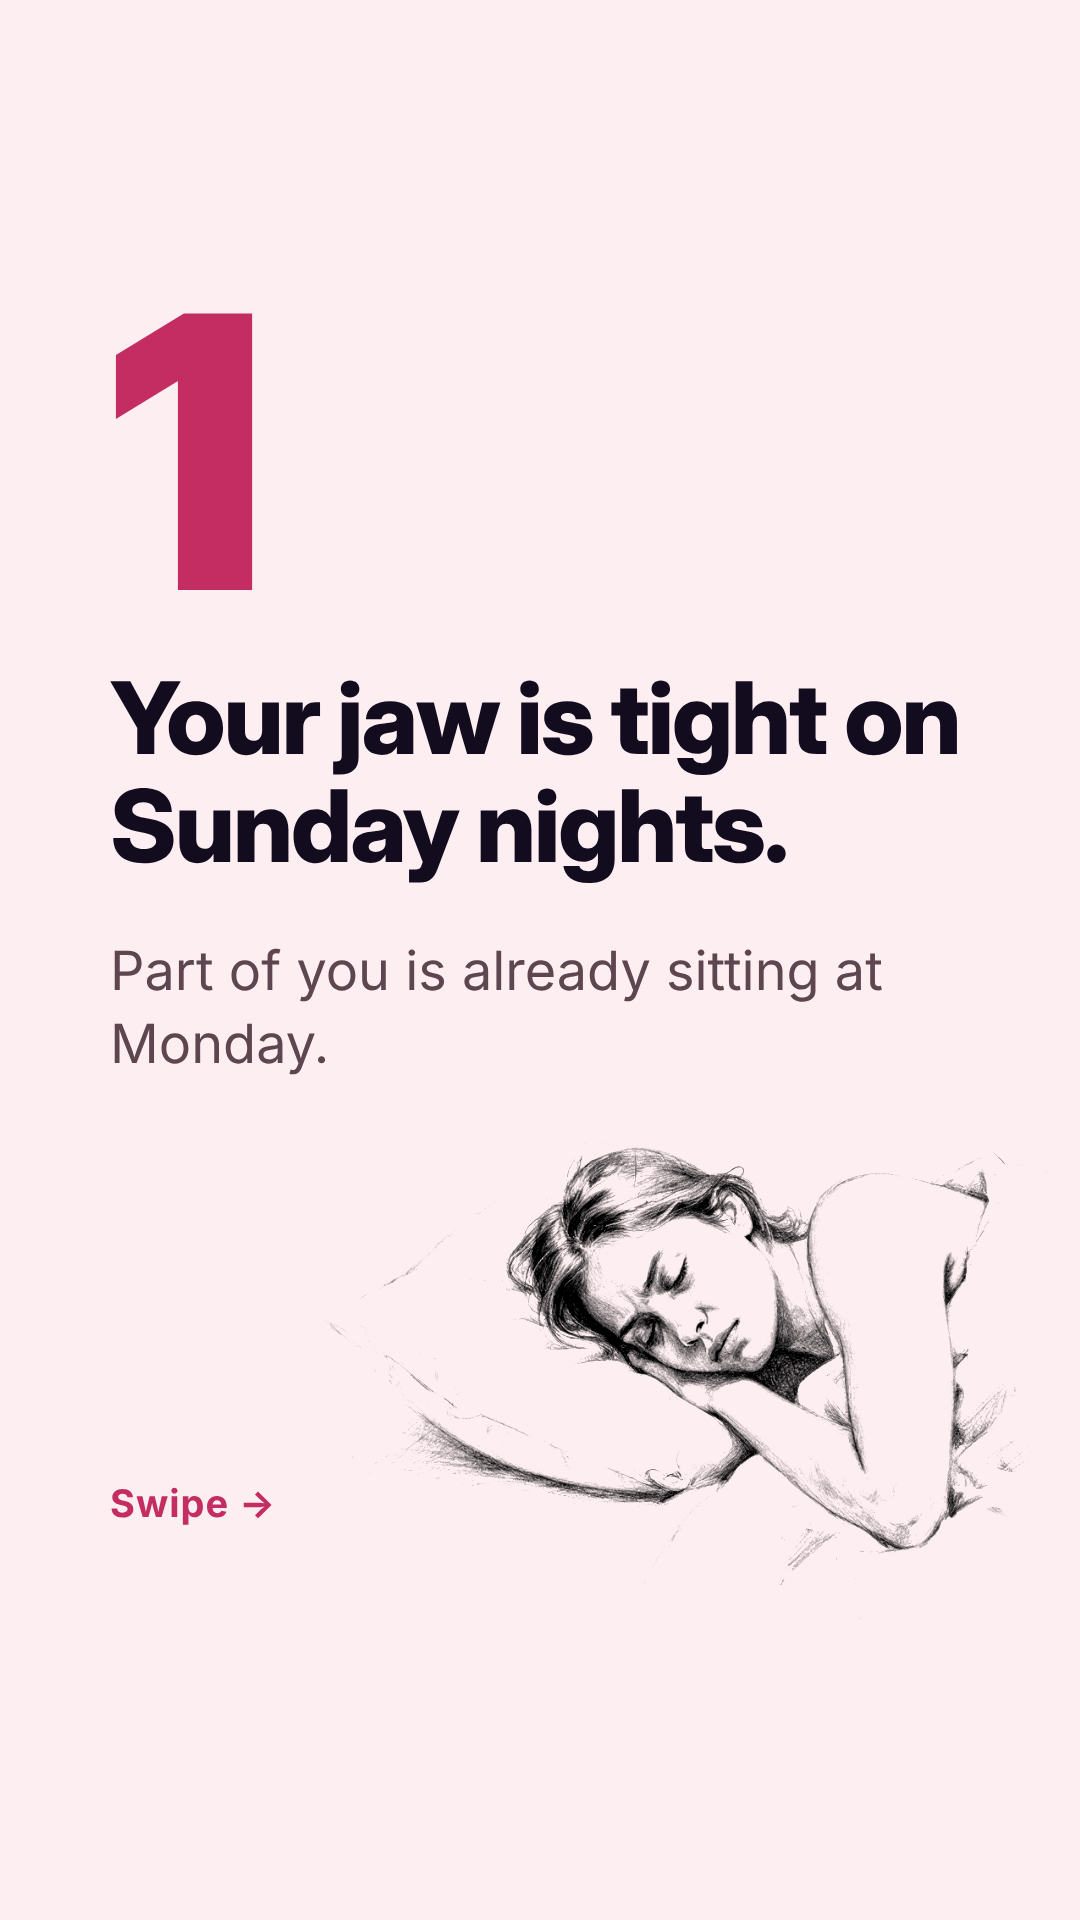 1
Your jaw is tight on
Sunday nights.
Part of you is already sitting at
Monday.
Swipe →